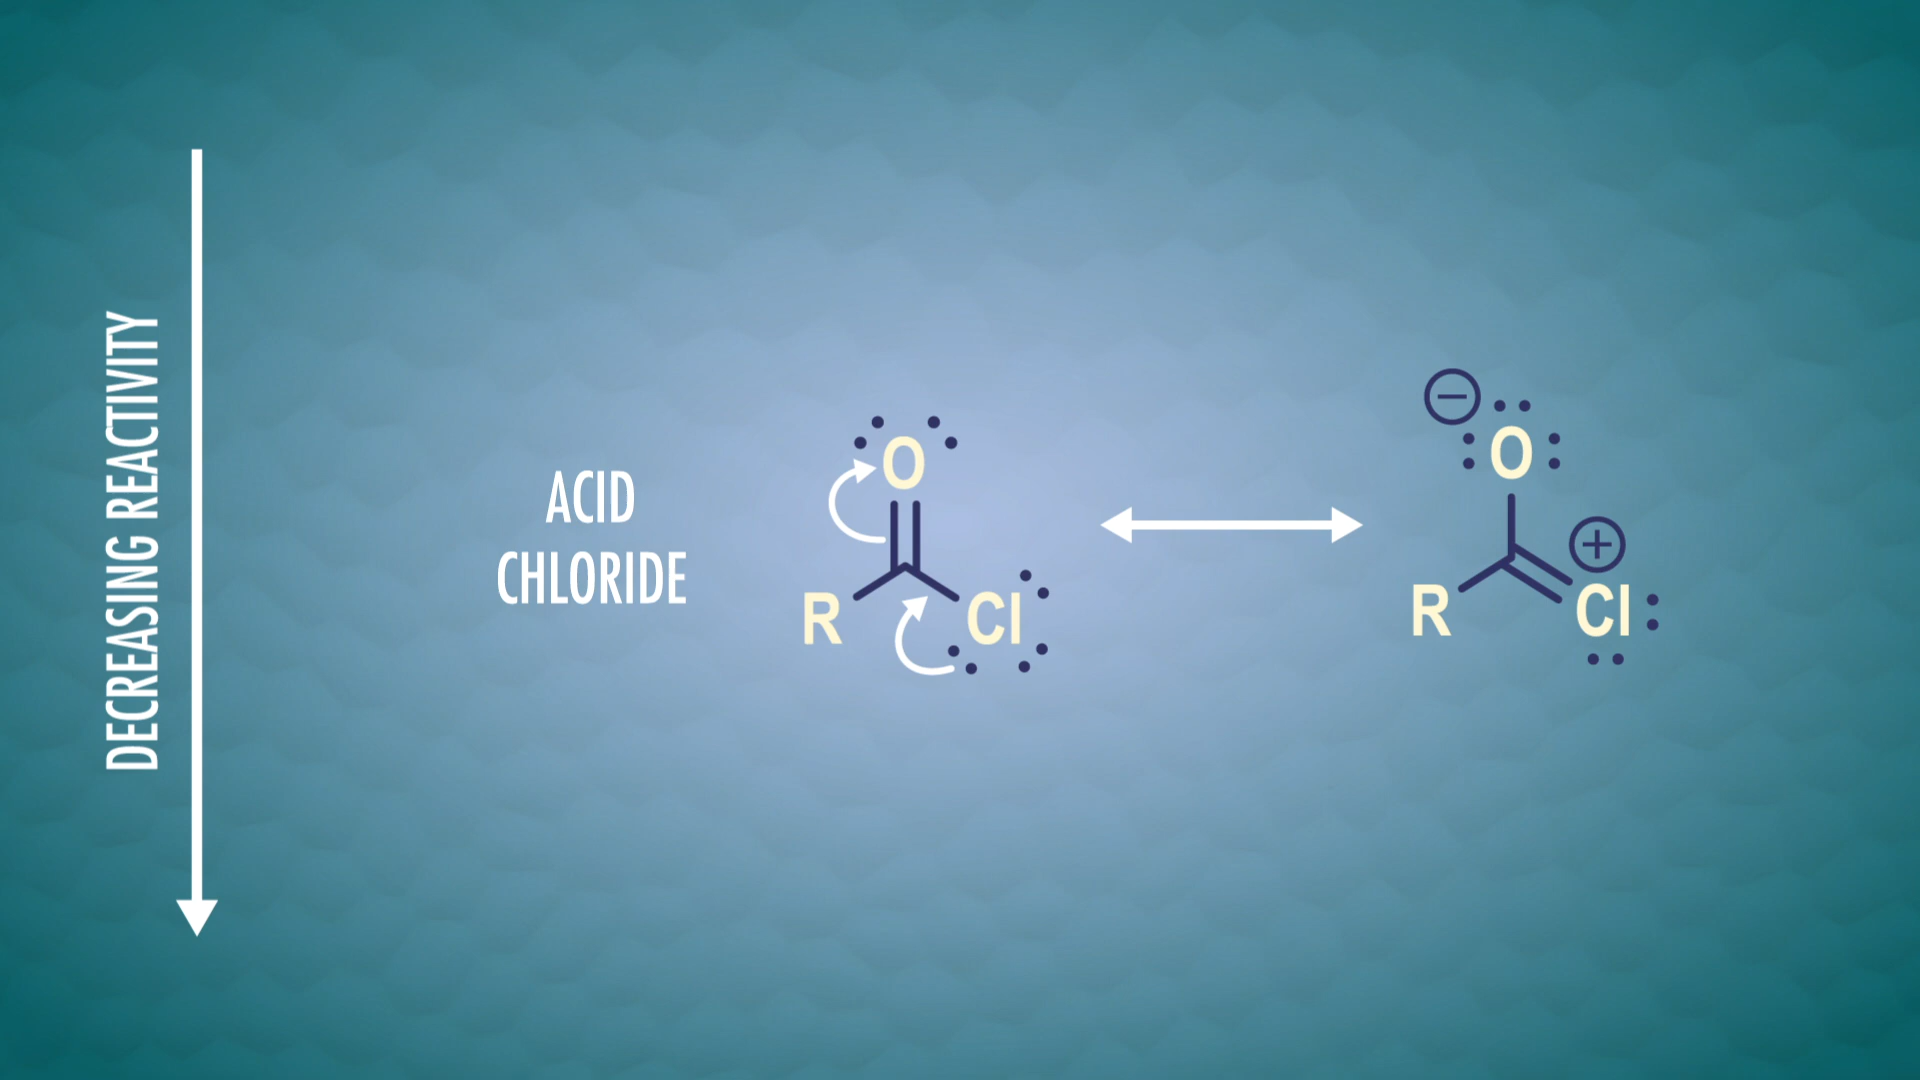 DECREASING REACTIVITY
ACID
CHLORIDE
O
R
Cl
−
O
+
R
Cl